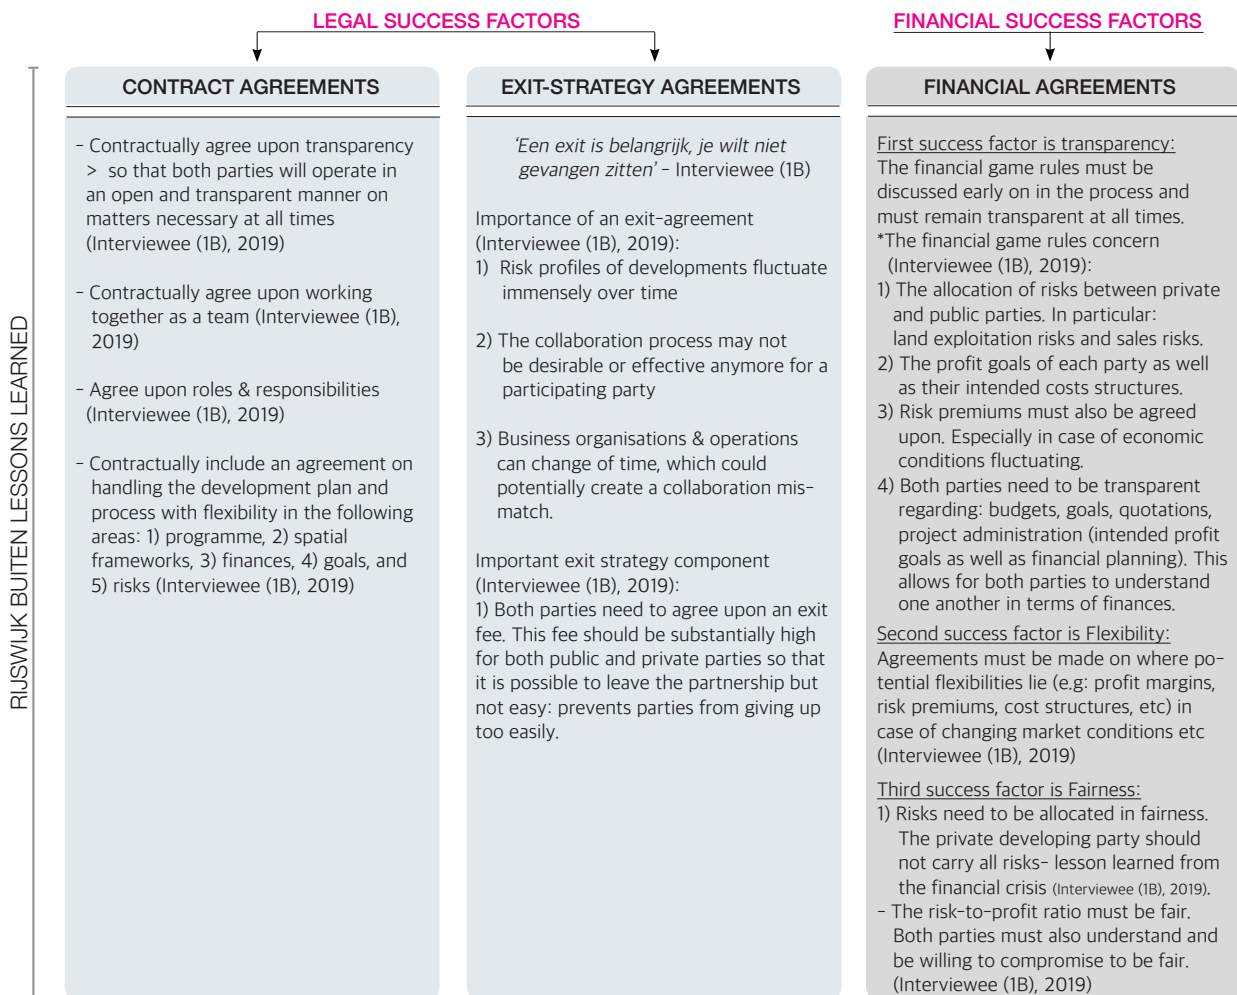 LEGAL SUCCESS FACTORS
FINANCIAL SUCCESS FACTORS
RIJSWIJK BUITEN LESSONS LEARNED
CONTRACT AGREEMENTS
- Contractually agree upon transparency
> so that both parties will operate in
an open and transparent manner on
matters necessary at all times
(Interviewee (1B), 2019)
- Contractually agree upon working
together as a team (Interviewee (1B),
2019)
- Agree upon roles & responsibilities
(Interviewee (1B), 2019)
- Contractually include an agreement on
handling the development plan and
process with flexibility in the following
areas: 1) programme, 2) spatial
frameworks, 3) finances, 4) goals, and
5) risks (Interviewee (1B), 2019)
EXIT-STRATEGY AGREEMENTS
‘Een exit is belangrijk, je wilt niet
gevangen zitten’ - Interviewee (1B)
Importance of an exit-agreement
(Interviewee (1B), 2019):
1) Risk profiles of developments fluctuate
immensely over time
2) The collaboration process may not
be desirable or effective anymore for a
participating party
3) Business organisations & operations
can change of time, which could
potentially create a collaboration mis-
match.
Important exit strategy component
(Interviewee (1B), 2019):
1) Both parties need to agree upon an exit
fee. This fee should be substantially high
for both public and private parties so that
it is possible to leave the partnership but
not easy: prevents parties from giving up
too easily.
FINANCIAL AGREEMENTS
First success factor is transparency:
The financial game rules must be
discussed early on in the process and
must remain transparent at all times.
*The financial game rules concern
(Interviewee (1B), 2019):
1) The allocation of risks between private
and public parties. In particular:
land exploitation risks and sales risks.
2) The profit goals of each party as well
as their intended costs structures.
3) Risk premiums must also be agreed
upon. Especially in case of economic
conditions fluctuating.
4) Both parties need to be transparent
regarding: budgets, goals, quotations,
project administration (intended profit
goals as well as financial planning). This
allows for both parties to understand
one another in terms of finances.
Second success factor is Flexibility:
Agreements must be made on where po-
tential flexibilities lie (e.g: profit margins,
risk premiums, cost structures, etc) in
case of changing market conditions etc
(Interviewee (1B), 2019)
Third success factor is Fairness:
1) Risks need to be allocated in fairness.
The private developing party should
not carry all risks- lesson learned from
the financial crisis (Interviewee (1B), 2019).
- The risk-to-profit ratio must be fair.
Both parties must also understand and
be willing to compromise to be fair.
(Interviewee (1B), 2019)